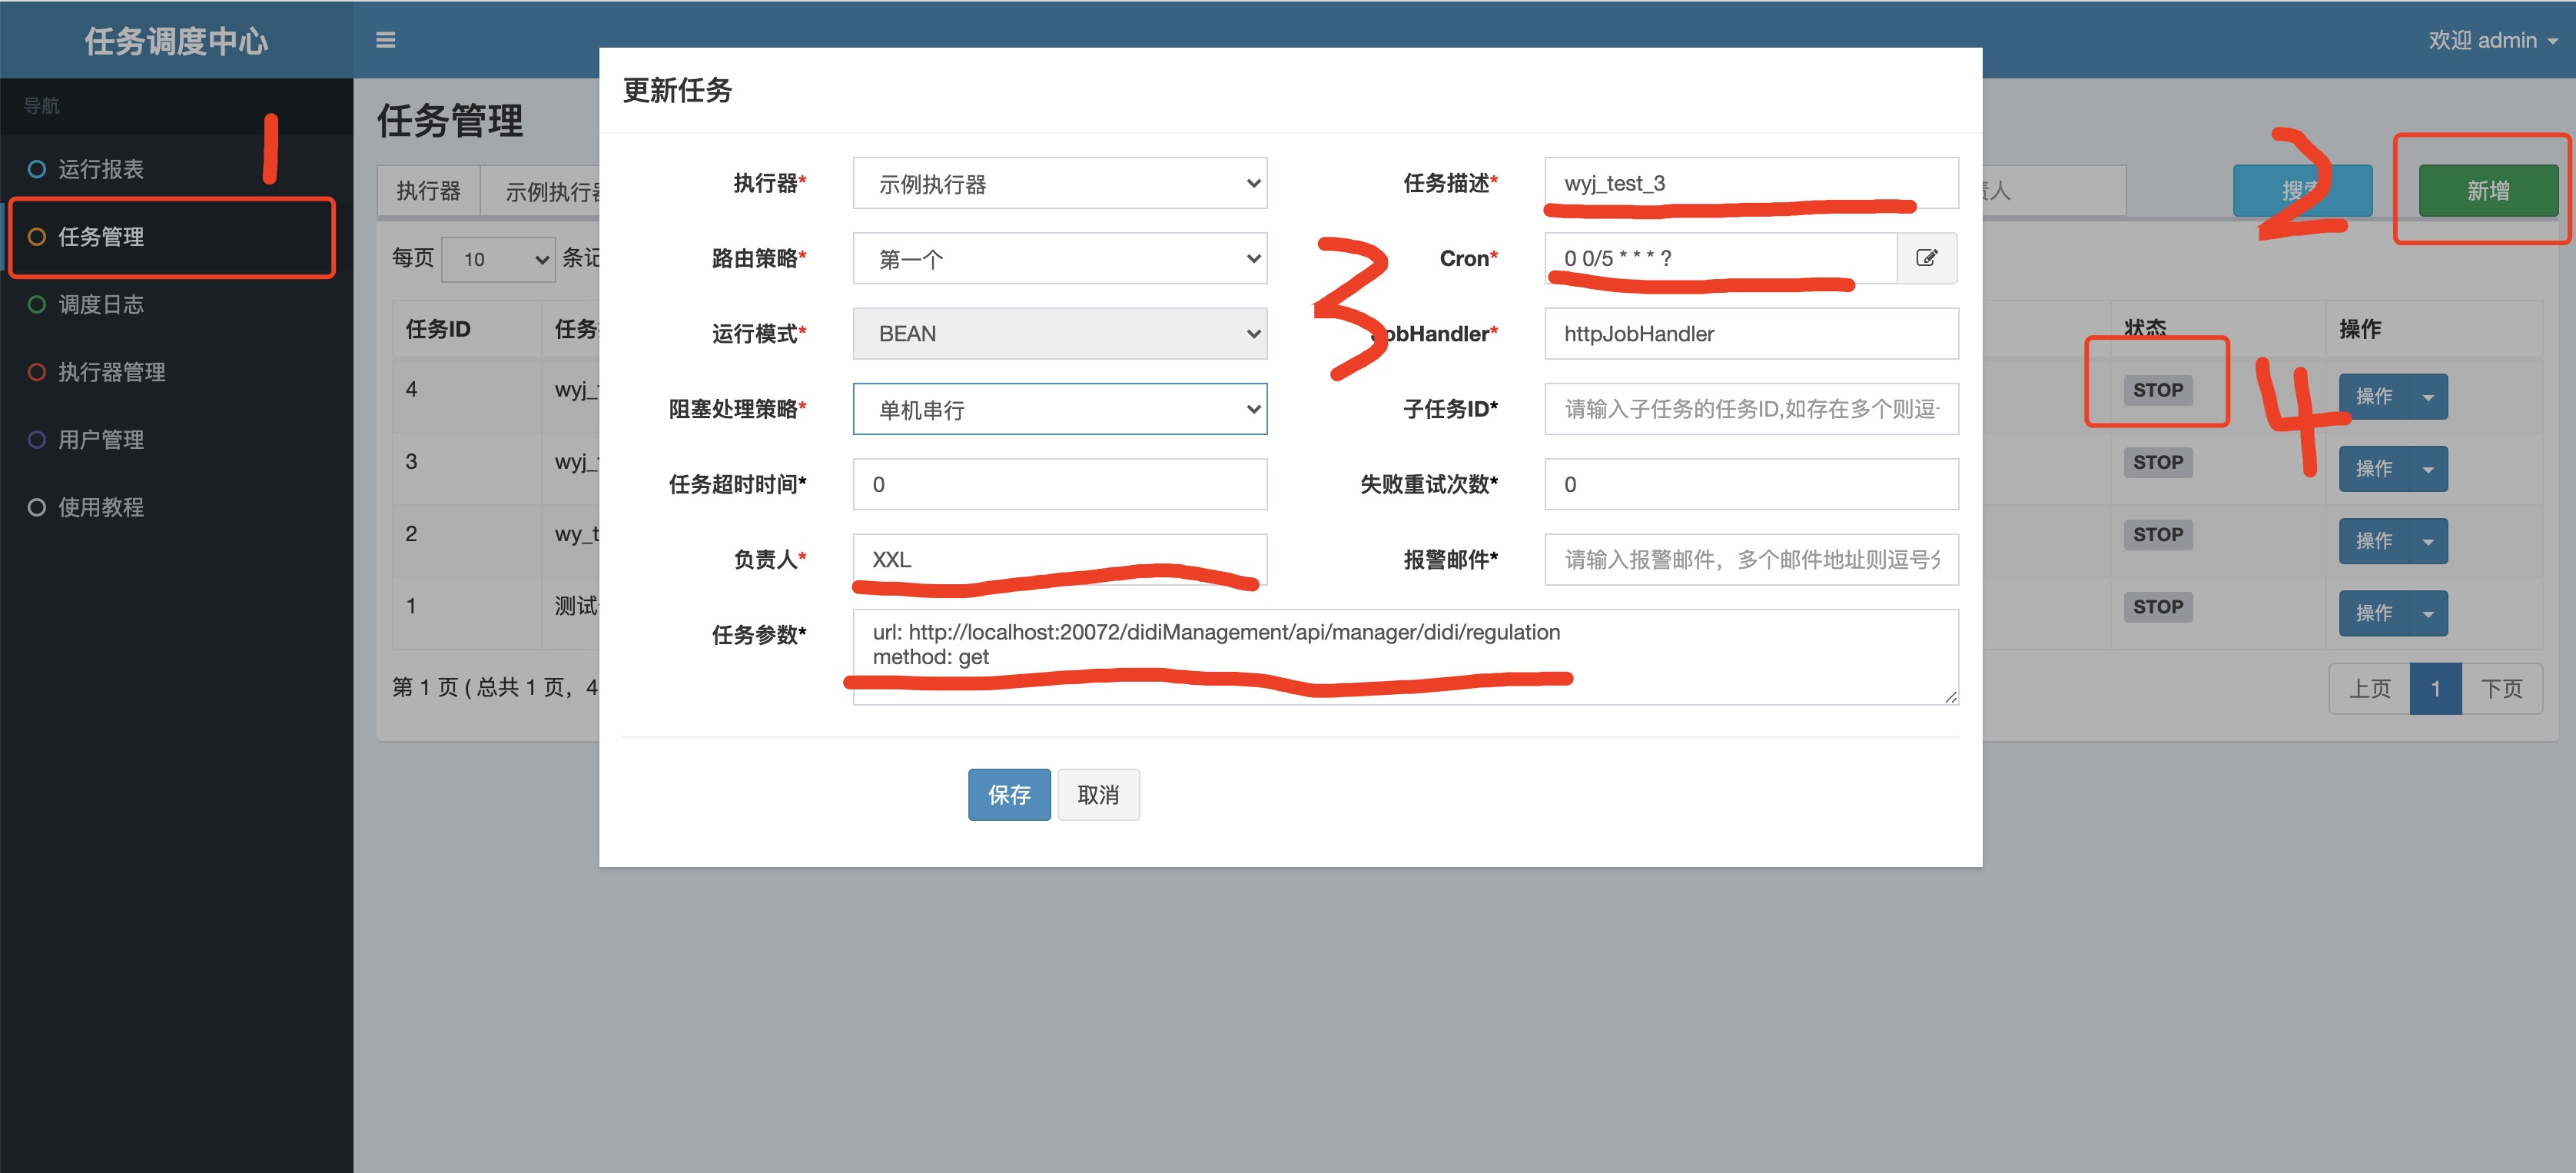 任务调度中心
欢迎 admin
导航
运行报表
任务管理
调度日志
执行器管理
用户管理
使用教程
1
任务管理
执行器 示例执行器
责人
搜索
新增
2
每页 10 条记
任务ID 任务 状态 操作
4 wyj_ STOP 操作
3 wyj_ STOP 操作
2 wy_t STOP 操作
1 测试 STOP 操作
4
第 1 页 ( 总共 1 页，4
上页 1 下页
更新任务
执行器* 示例执行器 任务描述* wyj_test_3
路由策略* 第一个 Cron* 0 0/5 * * * ?
3
运行模式* BEAN JobHandler* httpJobHandler
阻塞处理策略* 单机串行 子任务ID* 请输入子任务的任务ID,如存在多个则逗
任务超时时间* 0 失败重试次数* 0
负责人* XXL 报警邮件* 请输入报警邮件，多个邮件地址则逗号分
任务参数* url: http://localhost:20072/didiManagement/api/manager/didi/regulation
method: get
保存 取消